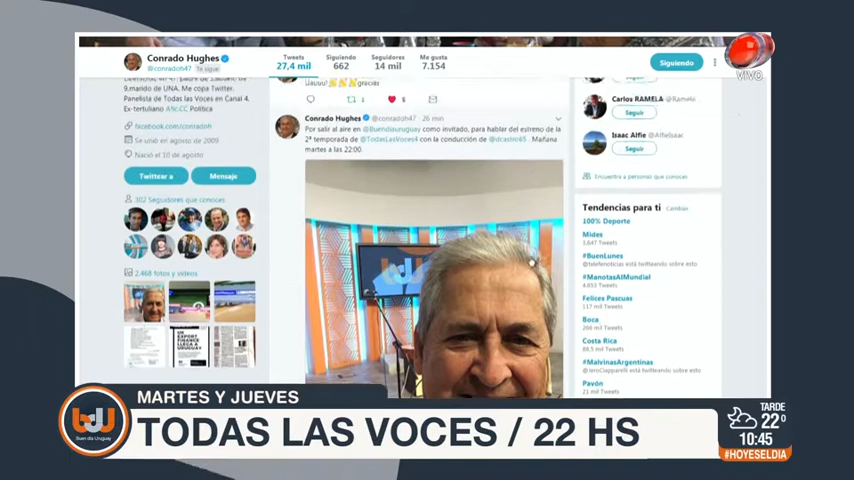 Conrado Hughes
@conradoh47 Te sigue
Tweets
27,4 mil
Siguiendo
662
Seguidores
14 mil
Me gusta
7.154
Siguiendo
VIVO
9,marido de UNA. Me copa Twitter.
Panelista de Todas las Voces en Canal 4,
Ex-tertuliano Política
facebook.com/conradoh
Se unió en agosto de 2009
Nació el 10 de agosto
Twittear a
Mensaje
302 Seguidores que conoces
2.468 fotos y videos
UN
EXPORT
FINANCE
LLEGA A
URUGUAY
gracias
Conrado Hughes @conradoh47 · 26 min
Por salir al aire en @Buendiauruguay como invitado, para hablar del estreno de la
2ª temporada de @TodasLasVoces4 con la conducción de @dcastro65 . Mañana
martes a las 22:00.
Carlos RAMELA @Ramela
Seguir
Isaac Alfie @AlfieIsaac
Seguir
Encuentra a personas que conoces
Tendencias para ti Cambiar
100% Deporte
Mides
3.647 Tweets
#BuenLunes
@telefenoticias está twitteando sobre esto
#ManotasAlMundial
4.653 Tweets
Felices Pascuas
117 mil Tweets
Boca
266 mil Tweets
Costa Rica
88,5 mil Tweets
#MalvinasArgentinas
@JeroCiapparelli está twitteando sobre esto
Pavón
21 mil Tweets
MARTES Y JUEVES
TODAS LAS VOCES / 22 HS
Buen día Uruguay
TARDE
22°
10:45
#HOYESELDIA